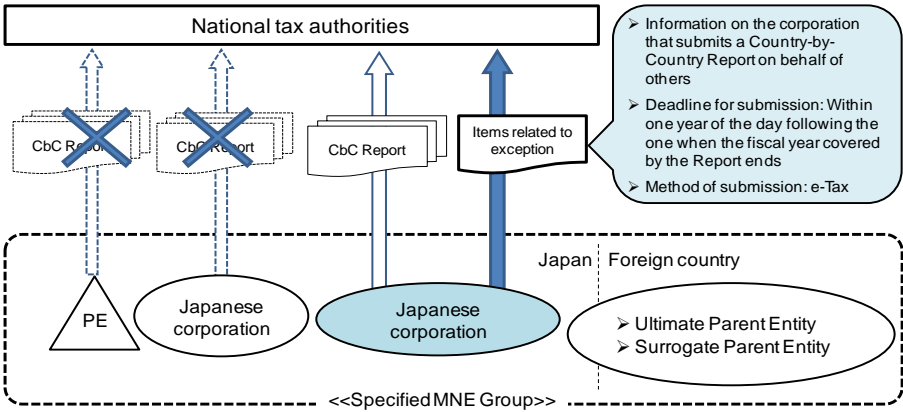 National tax authorities
➢ Information on the corporation
that submits a Country-by-
Country Report on behalf of
others
➢ Deadline for submission: Within
one year of the day following the
one when the fiscal year covered
by the Report ends
➢ Method of submission: e-Tax
CbC Report
CbC Report
CbC Report
Items related to
exception
Japan
Foreign country
PE
Japanese
corporation
Japanese
corporation
➢ Ultimate Parent Entity
➢ Surrogate Parent Entity
<<Specified MNE Group>>